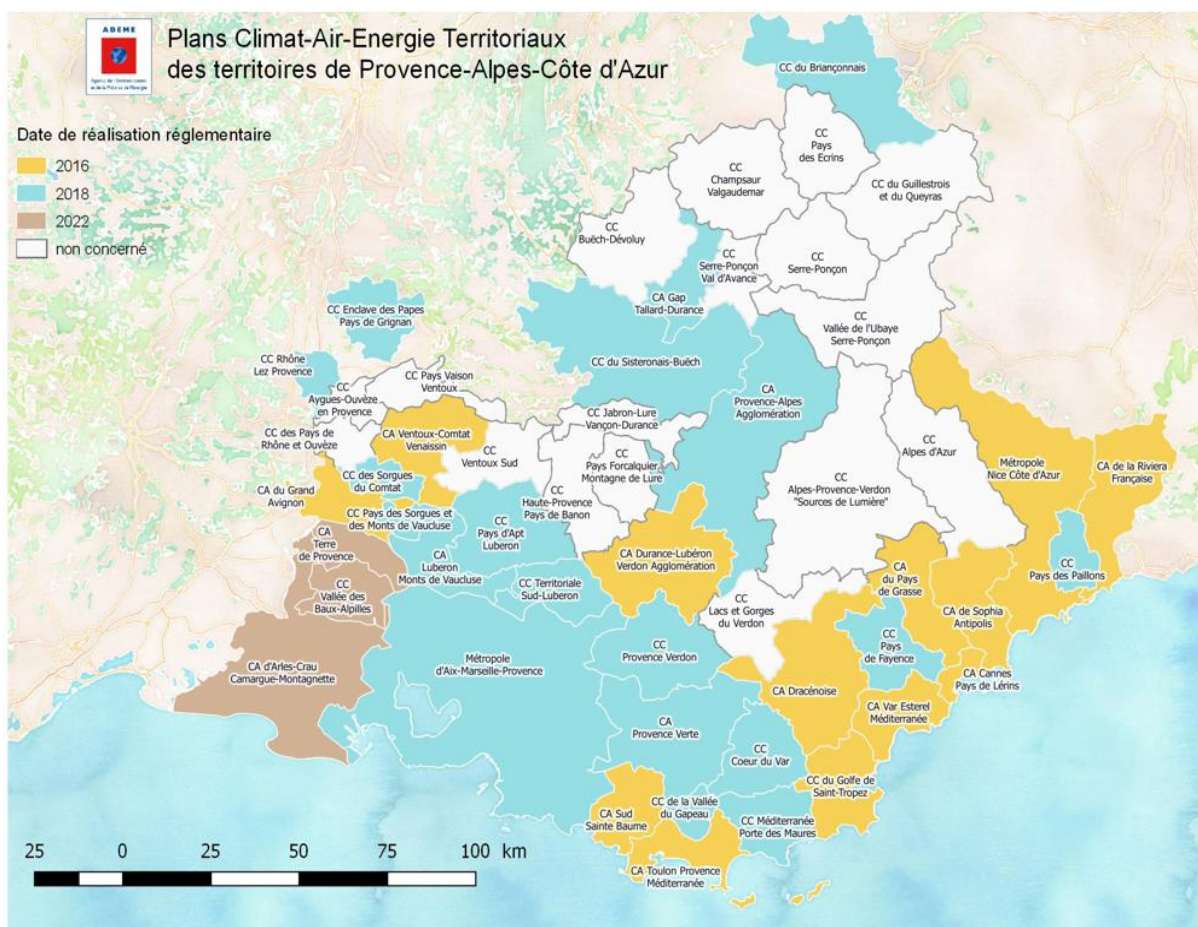 ADEME
Plans Climat-Air-Energie Territoriaux
des territoires de Provence-Alpes-Côte d'Azur
Date de réalisation réglementaire
2016
2018
2022
non concerné
CC du Briançonnais
CC
Pays
des Ecrins
CC
Champsaur
Valgaudemar
CC du Guillestrois
et du Queyras
CC
Buëch-Dévoluy
CC
Serre-Ponçon
Val d'Avance
CC
Serre-Ponçon
CA Gap
Tallard-Durance
CC Enclave des Papes
Pays de Grignan
CC
Vallée de l'Ubaye
Serre-Ponçon
CC Rhône
Lez Provence
CC du Sisteronais-Buëch
CC Pays Vaison
Ventoux
CC
Aygues-Ouvèze
en Provence
CA
Provence-Alpes
Agglomération
CC Jabron-Lure
Vançon-Durance
CC des Pays de
Rhône et Ouvèze
CA Ventoux-Comtat
Venaissin
CC
Ventoux Sud
CC
Pays Forcalquier
Montagne de Lure
CC
Alpes d'Azur
Métropole
Nice Côte d'Azur
CA de la Riviera
Française
CC des Sorgues
du Comtat
CA du Grand
Avignon
CC
Haute-Provence
Pays de Banon
CC
Alpes-Provence-Verdon
"Sources de Lumière"
CC Pays des Sorgues et
des Monts de Vaucluse
CC
Pays d'Apt
Luberon
CA
Terre
de Provence
CA
Luberon
Monts de Vaucluse
CA Durance-Lubéron
Verdon Agglomération
CC
Pays des Paillons
CC
Vallée des
Baux-Alpilles
CC Territoriale
Sud-Luberon
CA
du Pays
de Grasse
CC
Lacs et Gorges
du Verdon
CA de Sophia
Antipolis
CA d'Arles-Crau
Camargue-Montagnette
Métropole
d'Aix-Marseille-Provence
CC
Provence Verdon
CC
Pays
de Fayence
CA Cannes
Pays de Lérins
CA Dracénoise
CA Var Esterel
Méditerranée
CA
Provence Verte
CC
Coeur du Var
CC du Golfe de
Saint-Tropez
CA Sud
Sainte Baume
CC de la Vallée
du Gapeau
CC Méditerranée
Porte des Maures
CA Toulon Provence
Méditerranée
25 0 25 50 75 100 km